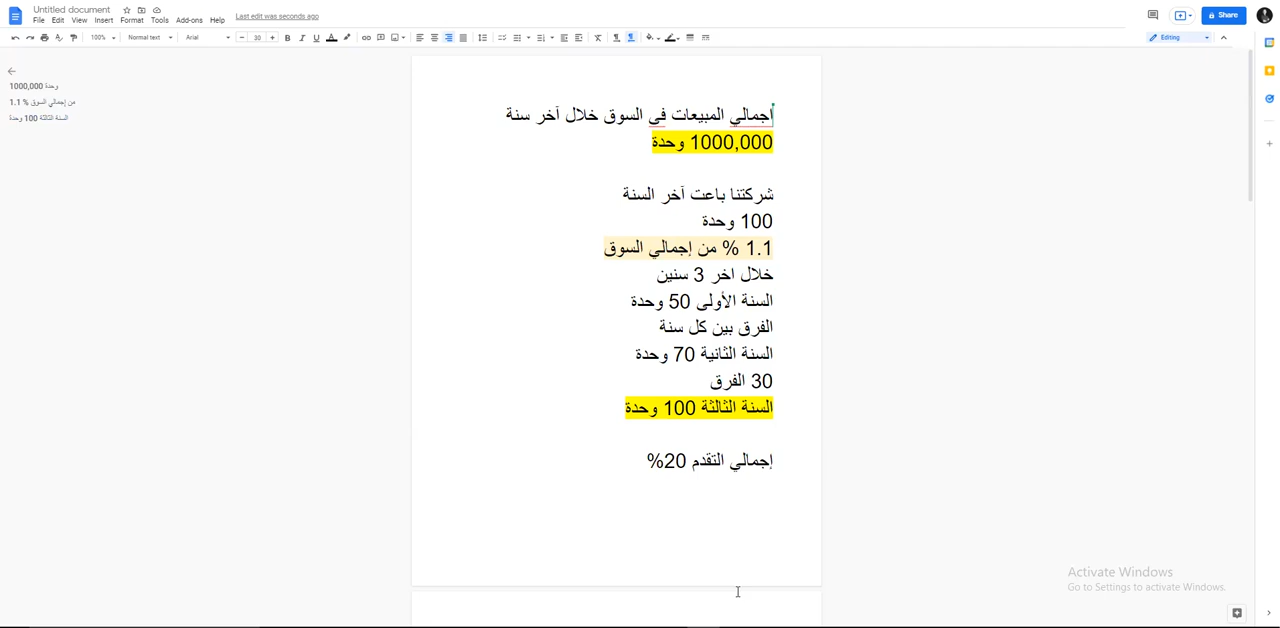 Untitled document
File Edit View Insert Format Tools Add-ons Help Last edit was seconds ago
Share
100% Normal text Arial 30 Editing
1000,000 وحدة
1.1 % من إجمالي السوق
السنة الثالثة 100 وحدة
إجمالي المبيعات في السوق خلال آخر سنة
1000,000 وحدة
شركتنا باعت آخر السنة
100 وحدة
1.1 % من إجمالي السوق
خلال اخر 3 سنين
السنة الأولى 50 وحدة
الفرق بين كل سنة
السنة الثانية 70 وحدة
30 الفرق
السنة الثالثة 100 وحدة
إجمالي التقدم 20%
Activate Windows
Go to Settings to activate Windows.